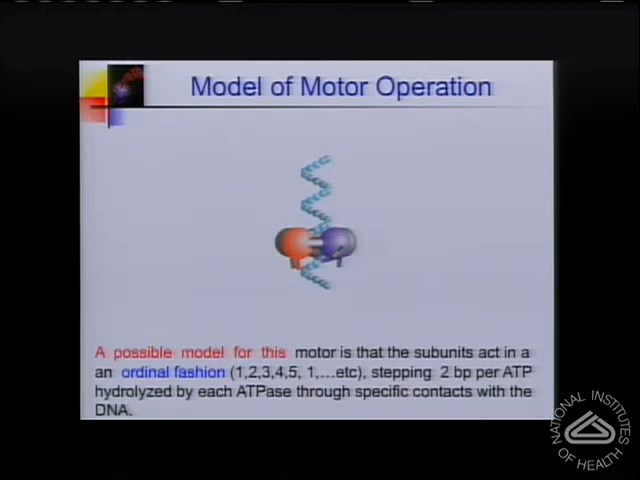 Model of Motor Operation
A possible model for this motor is that the subunits act in a
an ordinal fashion (1,2,3,4,5, 1,...etc), stepping 2 bp per ATP
hydrolyzed by each ATPase through specific contacts with the
DNA.
NATIONAL INSTITUTES
OF HEALTH